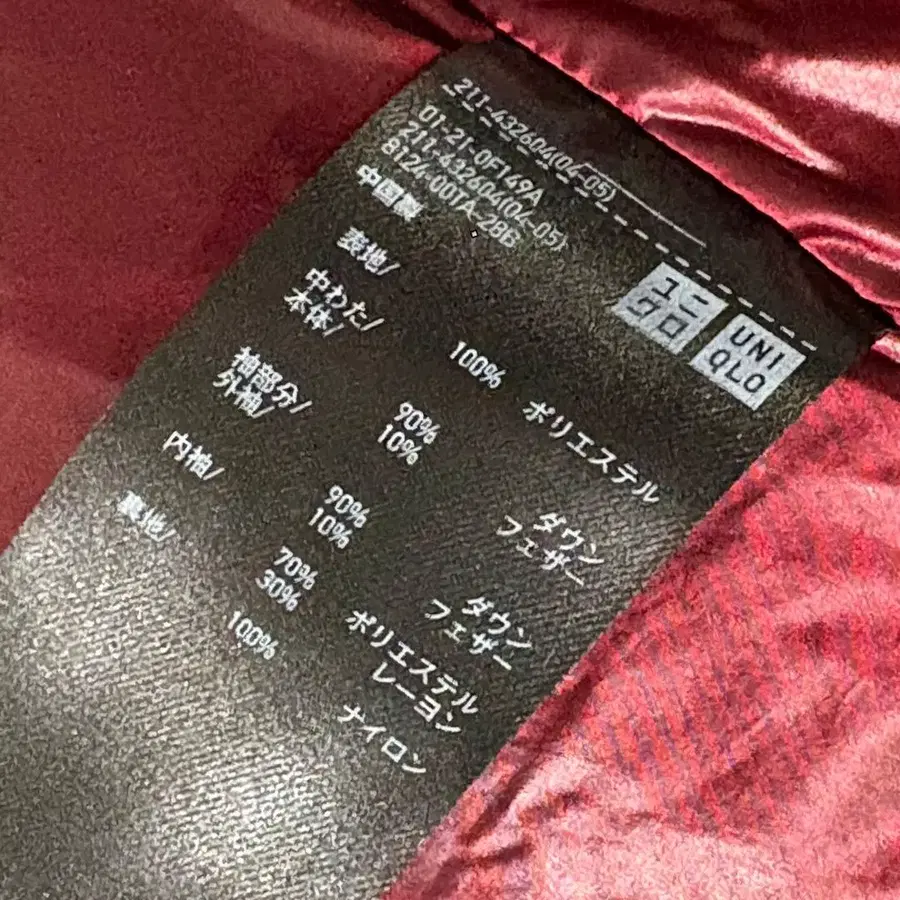 211-432604(04-05)
01-21-0F149A
211-432604(04-05)
8124-001A-28B
中国製
ユニ
クロ
UNI
QLO
表地/ 100% ポリエステル
中わた/
本体/ 90% ダウン
10% フェザー
袖部分/
外袖/ 90% ダウン
10% フェザー
内袖/ 70% ポリエステル
30% レーヨン
裏地/ 100% ナイロン